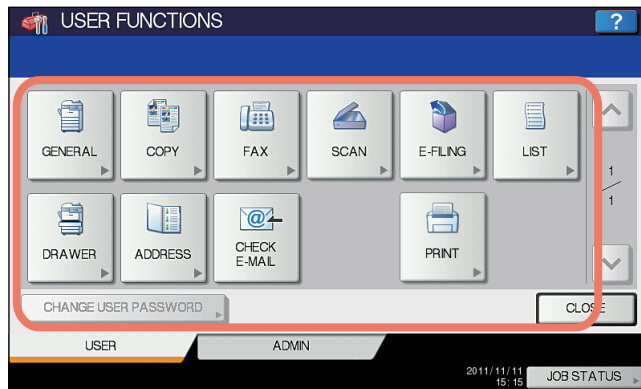 USER FUNCTIONS
?
GENERAL
COPY
FAX
SCAN
E-FILING
LIST
1
1
DRAWER
ADDRESS
@
CHECK
E-MAIL
PRINT
CHANGE USER PASSWORD
CLOSE
USER
ADMIN
2011/11/11
15:15
JOB STATUS